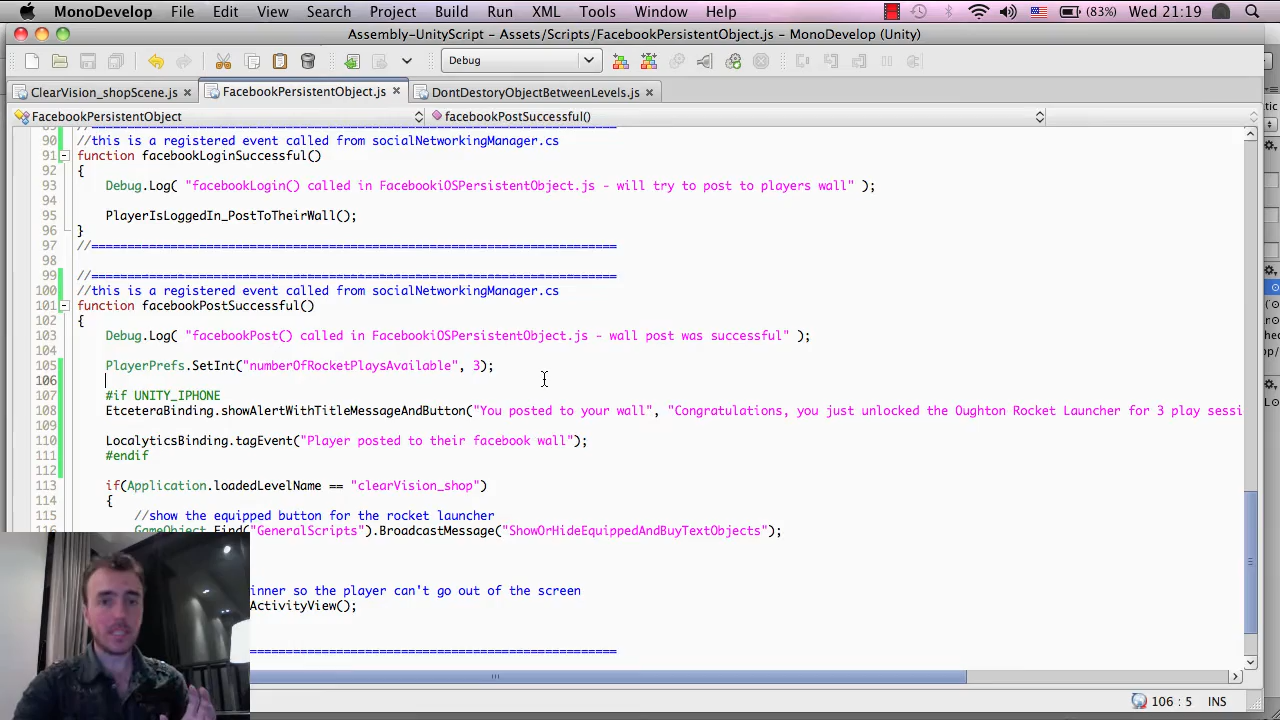 MonoDevelop File Edit View Search Project Build Run XML Tools Window Help (83%) Wed 21:19
Assembly-UnityScript - Assets/Scripts/FacebookPersistentObject.js - MonoDevelop (Unity)
Debug
ClearVision_shopScene.js FacebookPersistentObject.js DontDestoryObjectBetweenLevels.js
FacebookPersistentObject facebookPostSuccessful()
90 //this is a registered event called from socialNetworkingManager.cs
91 function facebookLoginSuccessful()
92 {
93 Debug.Log( "facebookLogin() called in FacebookiOSPersistentObject.js - will try to post to players wall" );
94
95 PlayerIsLoggedIn_PostToTheirWall();
96 }
97 //==========================================================================
98
99 //==========================================================================
100 //this is a registered event called from socialNetworkingManager.cs
101 function facebookPostSuccessful()
102 {
103 Debug.Log( "facebookPost() called in FacebookiOSPersistentObject.js - wall post was successful" );
104
105 PlayerPrefs.SetInt("numberOfRocketPlaysAvailable", 3);
106
107 #if UNITY_IPHONE
108 EtceteraBinding.showAlertWithTitleMessageAndButton("You posted to your wall", "Congratulations, you just unlocked the Oughton Rocket Launcher for 3 play sessi
109
110 LocalyticsBinding.tagEvent("Player posted to their facebook wall");
111 #endif
112
113 if(Application.loadedLevelName == "clearVision_shop")
114 {
115 //show the equipped button for the rocket launcher
116 GameObject.Find("GeneralScripts").BroadcastMessage("ShowOrHideEquippedAndBuyTextObjects");
inner so the player can't go out of the screen
ActivityView();
106 : 5 INS